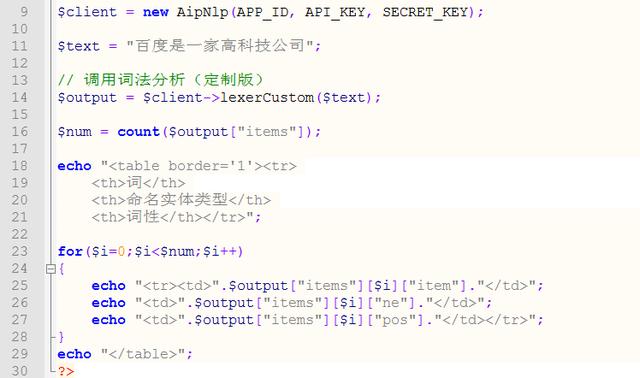 9 $client = new AipNlp(APP_ID, API_KEY, SECRET_KEY);
10
11 $text = "百度是一家高科技公司";
12
13 // 调用词法分析（定制版）
14 $output = $client->lexerCustom($text);
15
16 $num = count($output["items"]);
17
18 echo "<table border='1'><tr>
19 <th>词</th>
20 <th>命名实体类型</th>
21 <th>词性</th></tr>";
22
23 for($i=0;$i<$num;$i++)
24 {
25 echo "<tr><td>".$output["items"][$i]["item"]."</td>";
26 echo "<td>".$output["items"][$i]["ne"]."</td>";
27 echo "<td>".$output["items"][$i]["pos"]."</td></tr>";
28 }
29 echo "</table>";
30 ?>